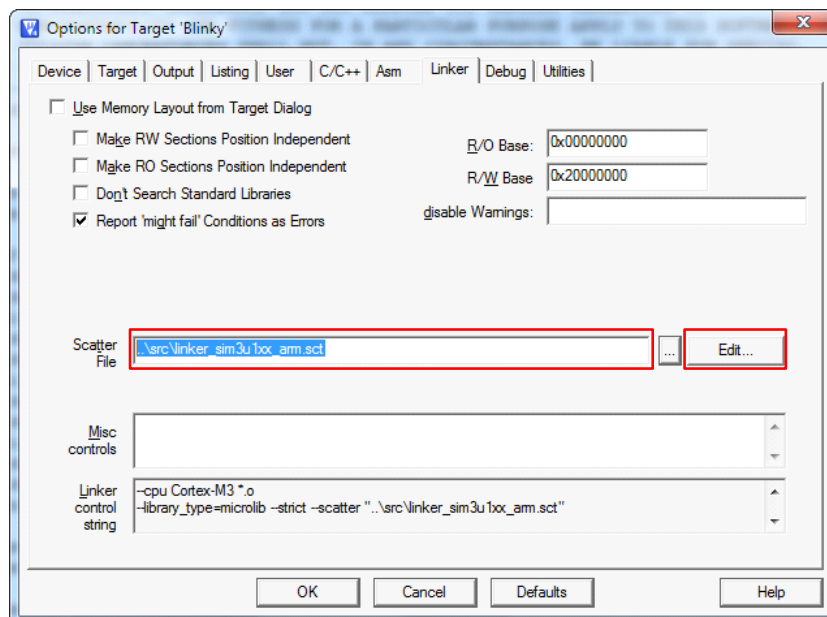 Options for Target 'Blinky'
Device Target Output Listing User C/C++ Asm Linker Debug Utilities
Use Memory Layout from Target Dialog
Make RW Sections Position Independent
Make RO Sections Position Independent
Don't Search Standard Libraries
Report 'might fail' Conditions as Errors
R/O Base: 0x00000000
R/W Base 0x20000000
disable Warnings:
Scatter
File
..\src\linker_sim3u1xx_arm.sct
...
Edit...
Misc
controls
Linker
control
string
--cpu Cortex-M3 *.o
--library_type=microlib --strict --scatter "..\src\linker_sim3u1xx_arm.sct"
OK Cancel Defaults Help